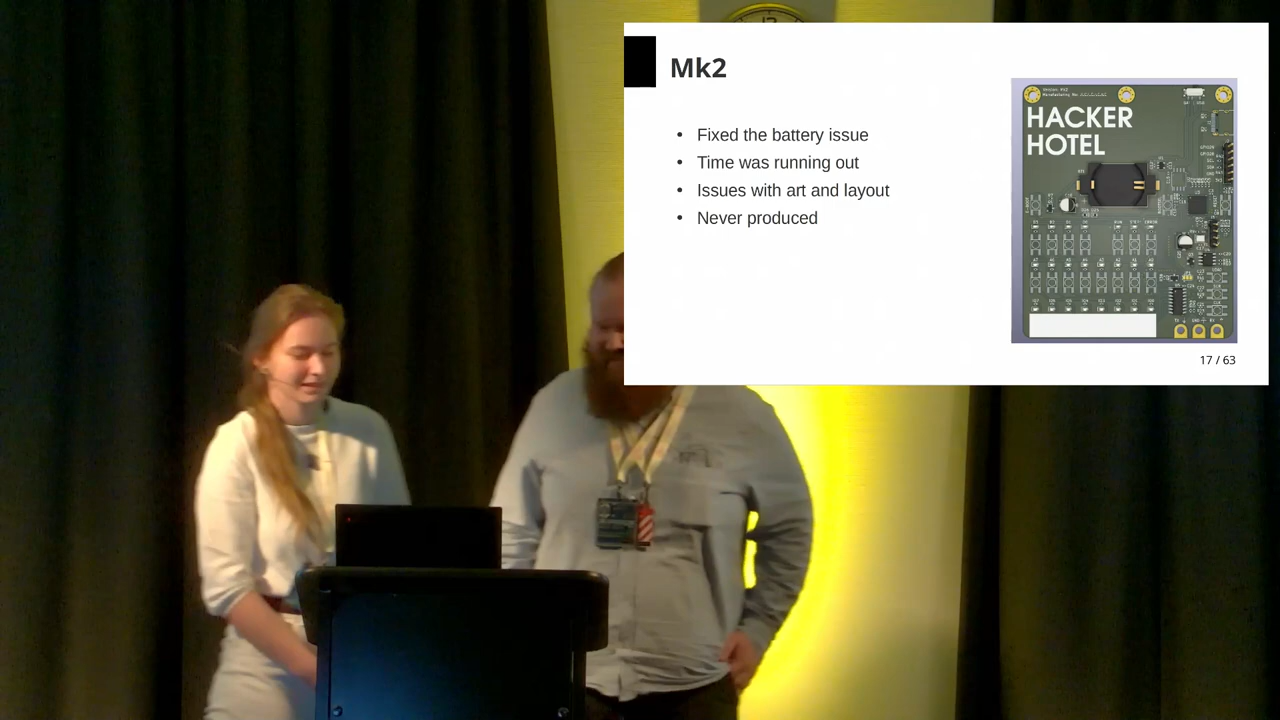 Mk2
• Fixed the battery issue
• Time was running out
• Issues with art and layout
• Never produced
HACKER
HOTEL
17 / 63